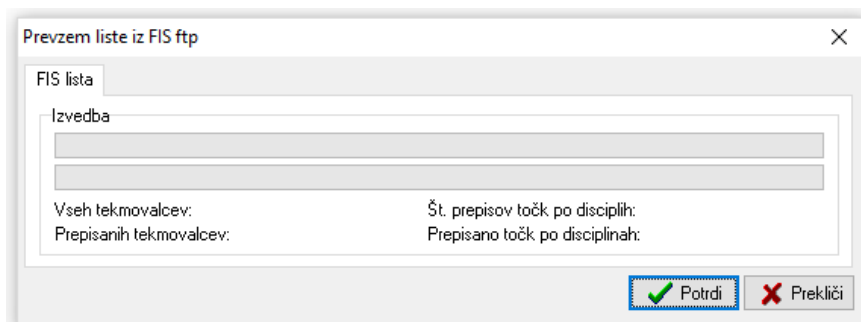 Prevzem liste iz FIS ftp
FIS lista
Izvedba
Vseh tekmovalcev: Št. prepisov točk po disciplih:
Prepisanih tekmovalcev: Prepisano točk po disciplinah:
Potrdi Prekliči